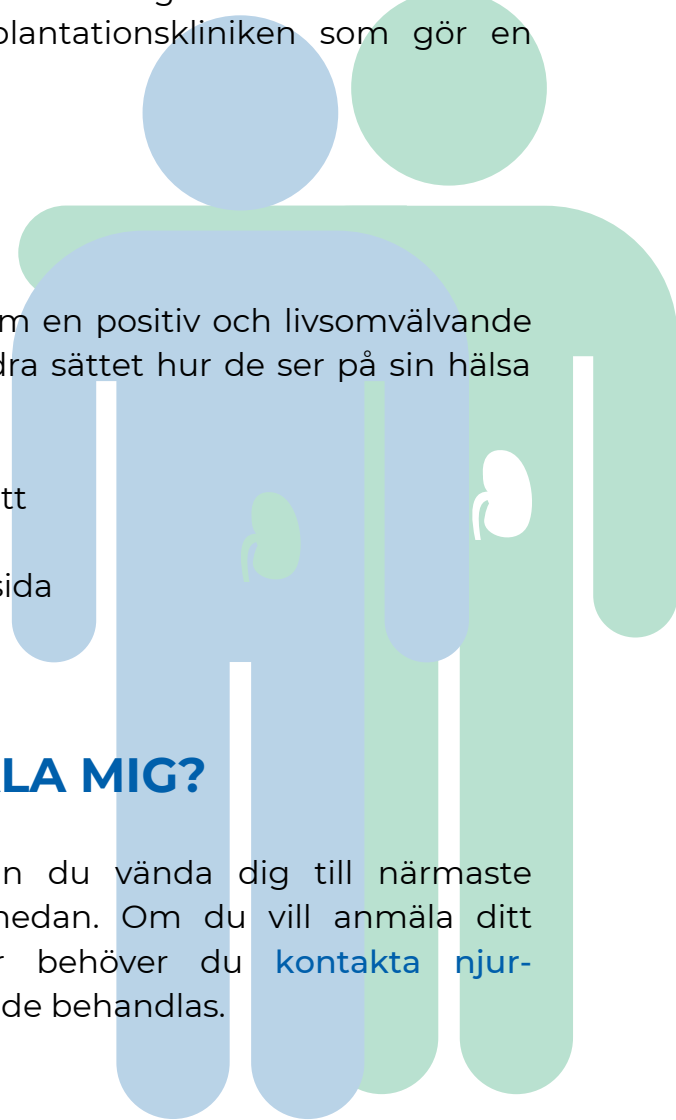 plantationskliniken som gör en
m en positiv och livsomvälvande
dra sättet hur de ser på sin hälsa
tt
sida
LA MIG?
n du vända dig till närmaste
nedan. Om du vill anmäla ditt
r behöver du kontakta njur-
de behandlas.